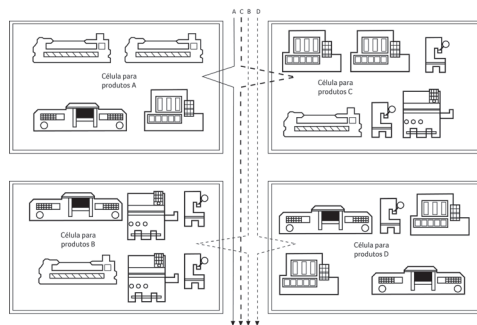 A C B D
Célula para
produtos A
Célula para
produtos C
Célula para
produtos B
Célula para
produtos D